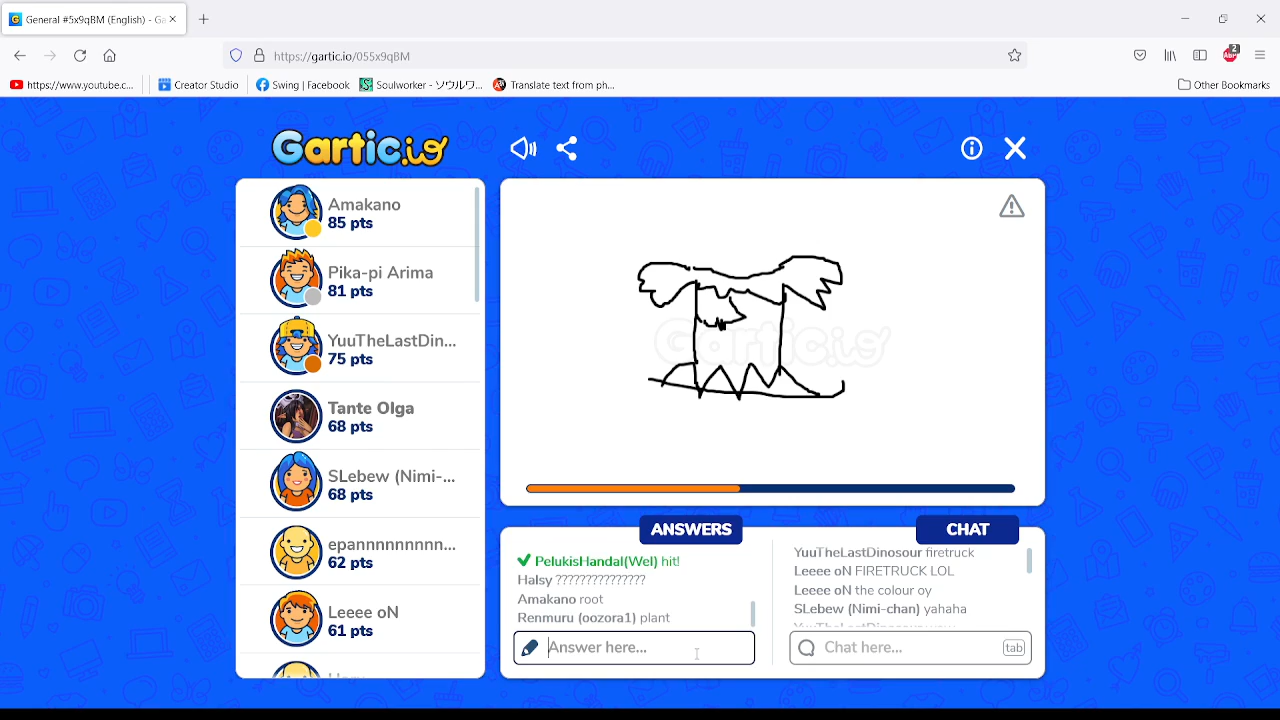 General #5x9qBM (English) - Ga
https://gartic.io/055x9qBM
https://www.youtube.c...
Creator Studio
Swing | Facebook
Soulworker - ソウルワ...
Translate text from ph...
Other Bookmarks
2
Gartic.io
Amakano
85 pts
Pika-pi Arima
81 pts
YuuTheLastDin...
75 pts
Tante Olga
68 pts
SLebew (Nimi-...
68 pts
epannnnnnnnn...
62 pts
Leeee oN
61 pts
Gartic.io
ANSWERS
PelukisHandal(Wel) hit!
Halsy ???????????????
Amakano root
Renmuru (oozora1) plant
Answer here...
CHAT
YuuTheLastDinosour firetruck
Leeee oN FIRETRUCK LOL
Leeee oN the colour oy
SLebew (Nimi-chan) yahaha
Chat here...
tab